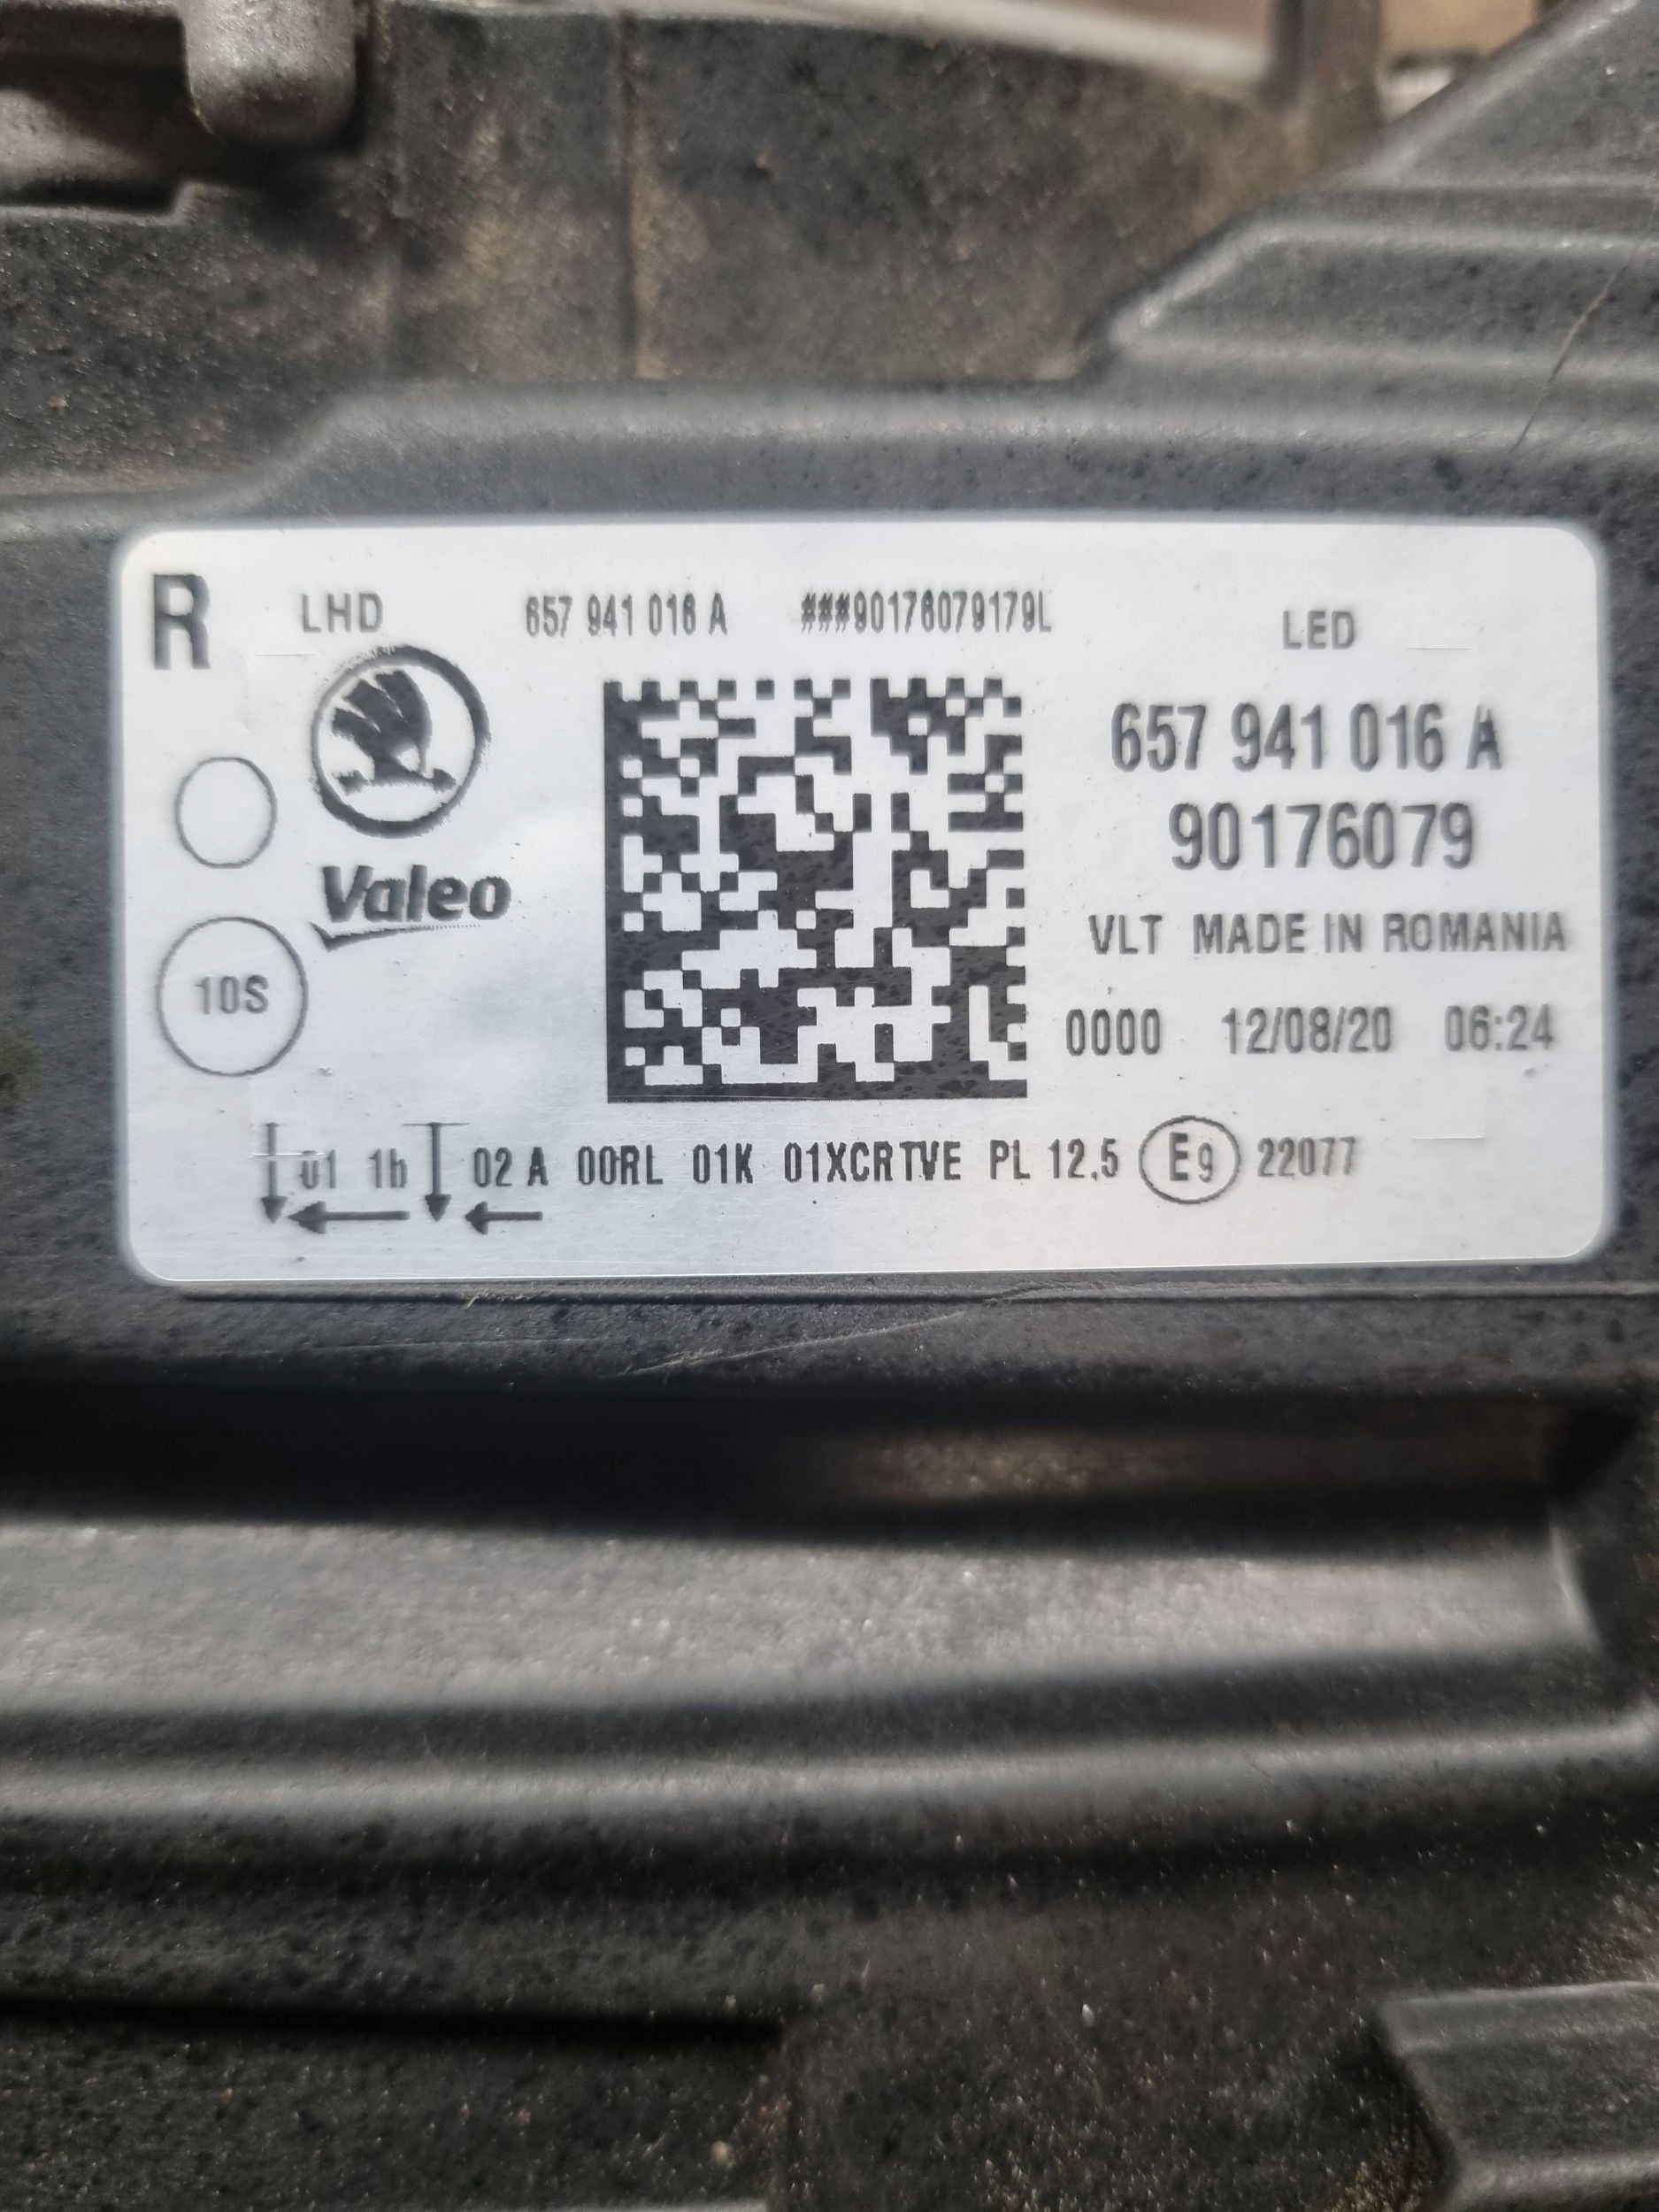 R LHD 657 941 016 A ###90176079179L LED
657 941 016 A
Valeo
90176079
VLT MADE IN ROMANIA
10S
0000 12/08/20 06:24
01 1b 02 A 00RL 01K 01XCRTVE PL 12,5 E9 22077